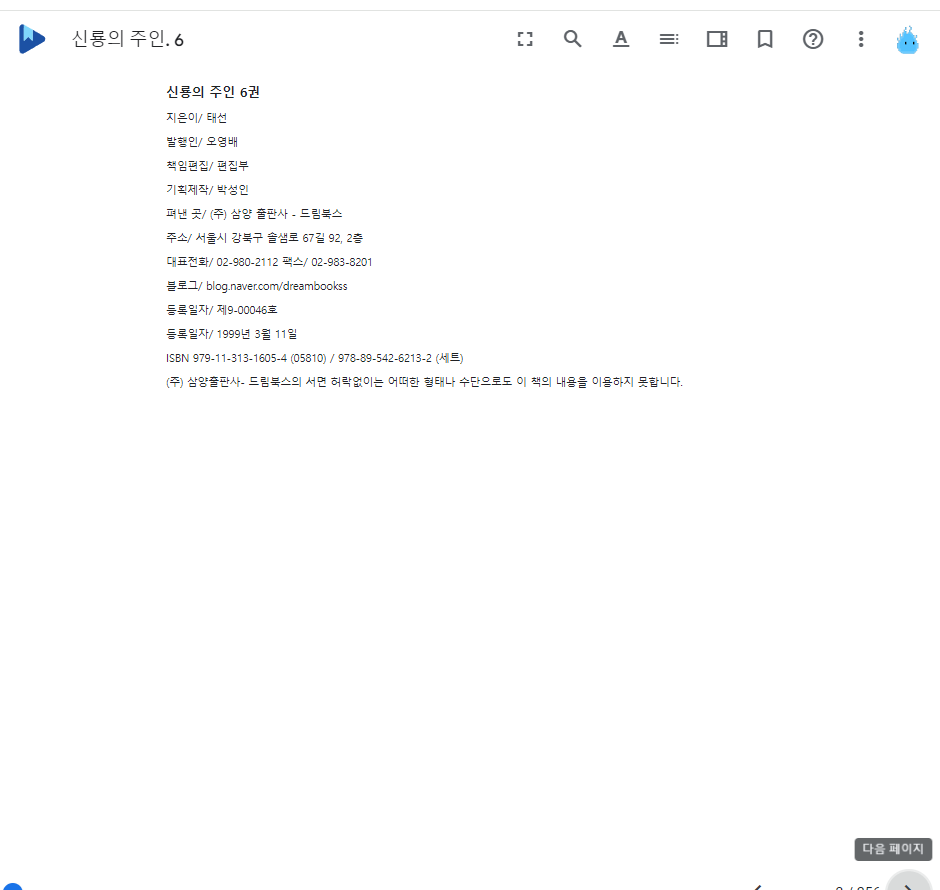 신룡의 주인. 6
신룡의 주인 6권
지은이/ 태선
발행인/ 오영배
책임편집/ 편집부
기획제작/ 박성인
펴낸 곳/ (주) 삼양 출판사 - 드림북스
주소/ 서울시 강북구 솔샘로 67길 92, 2층
대표전화/ 02-980-2112 팩스/ 02-983-8201
블로그/ blog.naver.com/dreambookss
등록일자/ 제9-00046호
등록일자/ 1999년 3월 11일
ISBN 979-11-313-1605-4 (05810) / 978-89-542-6213-2 (세트)
(주) 삼양출판사- 드림북스의 서면 허락없이는 어떠한 형태나 수단으로도 이 책의 내용을 이용하지 못합니다.
다음 페이지